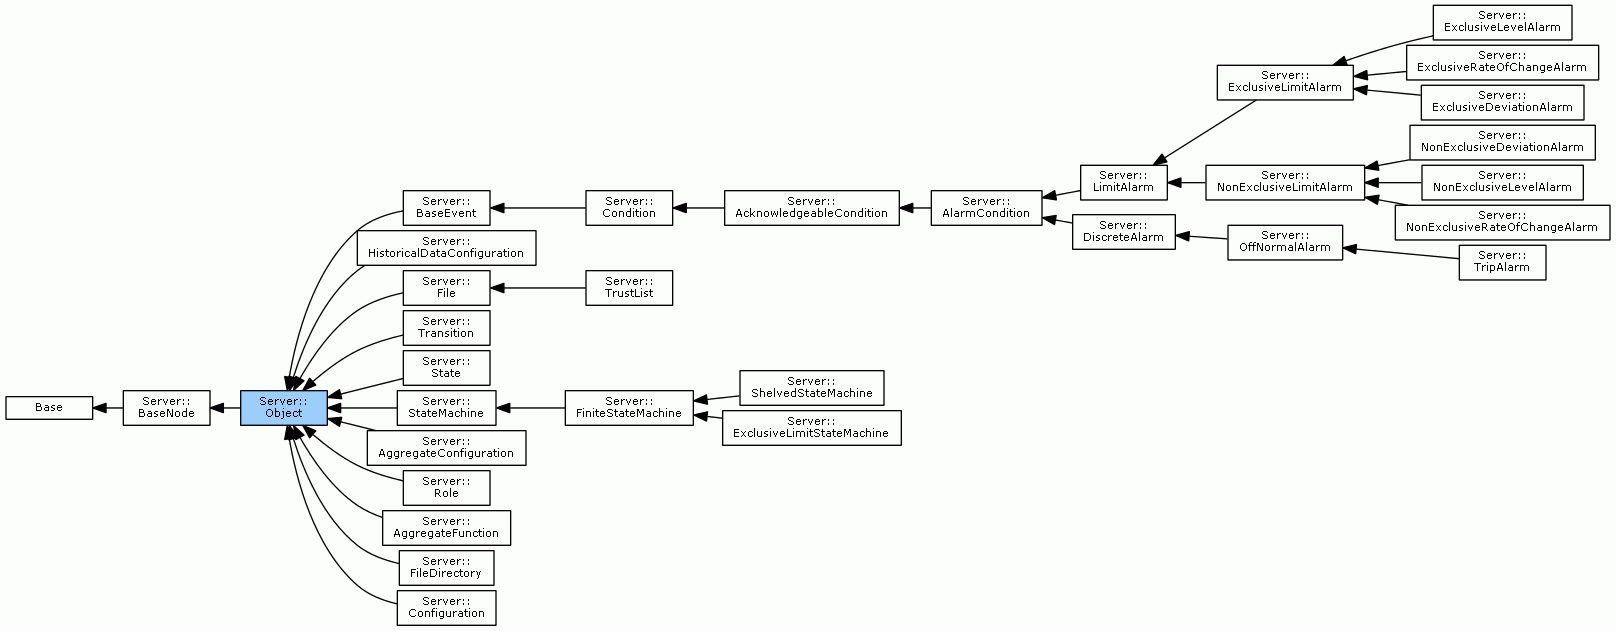 Server::
ExclusiveLevelAlarm
Server::
ExclusiveRateOfChangeAlarm
Server::
ExclusiveLimitAlarm
Server::
ExclusiveDeviationAlarm
Server::
NonExclusiveDeviationAlarm
Server::
LimitAlarm
Server::
NonExclusiveLimitAlarm
Server::
NonExclusiveLevelAlarm
Server::
BaseEvent
Server::
Condition
Server::
AcknowledgeableCondition
Server::
AlarmCondition
Server::
NonExclusiveRateOfChangeAlarm
Server::
DiscreteAlarm
Server::
OffNormalAlarm
Server::
HistoricalDataConfiguration
Server::
TripAlarm
Server::
File
Server::
TrustList
Server::
Transition
Server::
State
Server::
ShelvedStateMachine
Base
Server::
BaseNode
Server::
Object
Server::
StateMachine
Server::
FiniteStateMachine
Server::
ExclusiveLimitStateMachine
Server::
AggregateConfiguration
Server::
Role
Server::
AggregateFunction
Server::
FileDirectory
Server::
Configuration